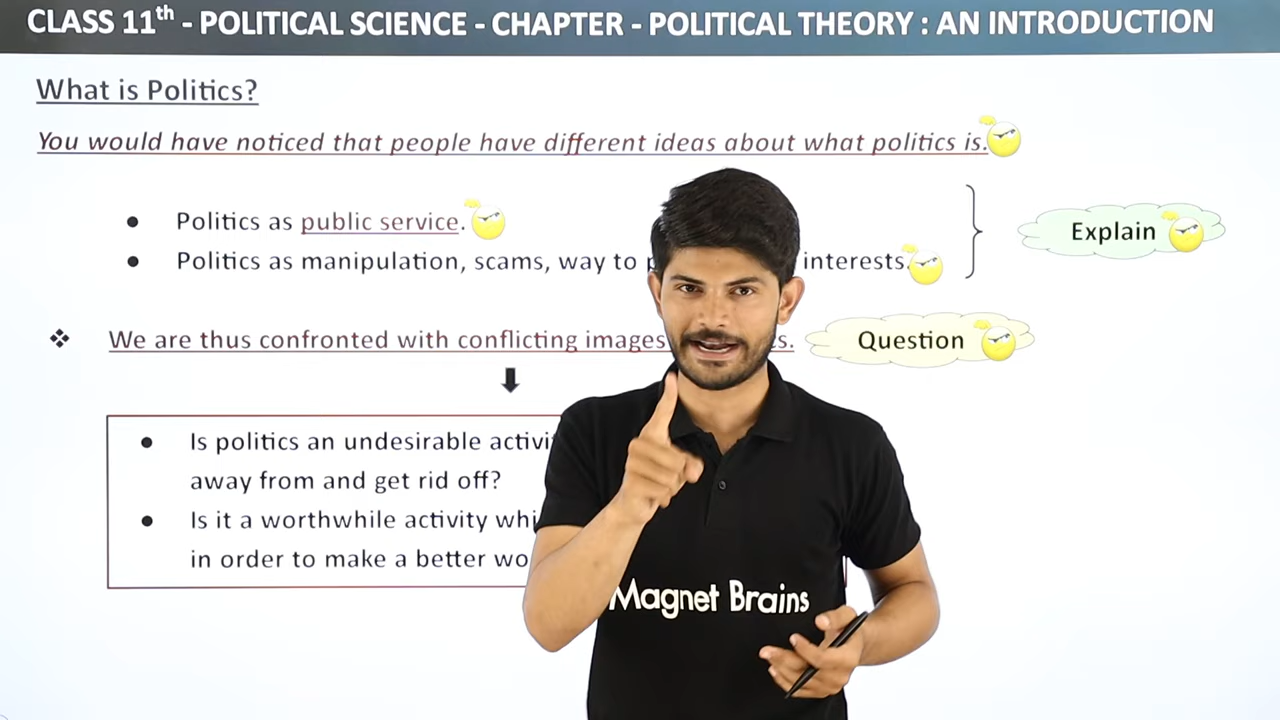 CLASS 11th - POLITICAL SCIENCE - CHAPTER - POLITICAL THEORY : AN INTRODUCTION
What is Politics?
You would have noticed that people have different ideas about what politics is.
• Politics as public service.
• Politics as manipulation, scams, way to interests.
Explain
❖ We are thus confronted with conflicting images
Question
• Is politics an undesirable
away from and get rid off?
• Is it a worthwhile activity
in order to make a better
Magnet Brains